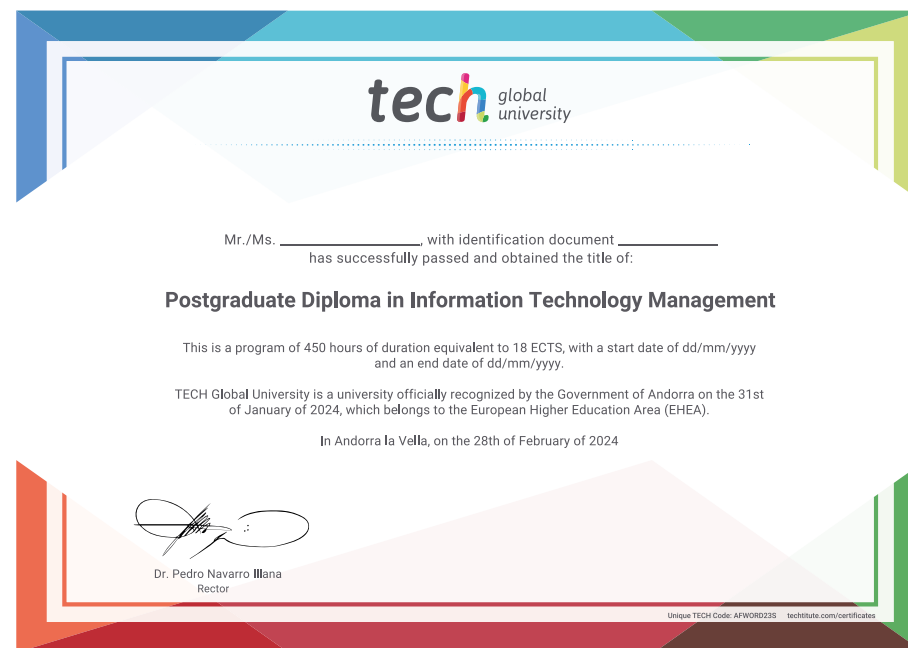 tech global university
Mr./Ms. ________________, with identification document ____________
has successfully passed and obtained the title of:
Postgraduate Diploma in Information Technology Management
This is a program of 450 hours of duration equivalent to 18 ECTS, with a start date of dd/mm/yyyy
and an end date of dd/mm/yyyy.
TECH Global University is a university officially recognized by the Government of Andorra on the 31st
of January of 2024, which belongs to the European Higher Education Area (EHEA).
In Andorra la Vella, on the 28th of February of 2024
Dr. Pedro Navarro Illana
Rector
Unique TECH Code: AFWORD23S techtitute.com/certificates